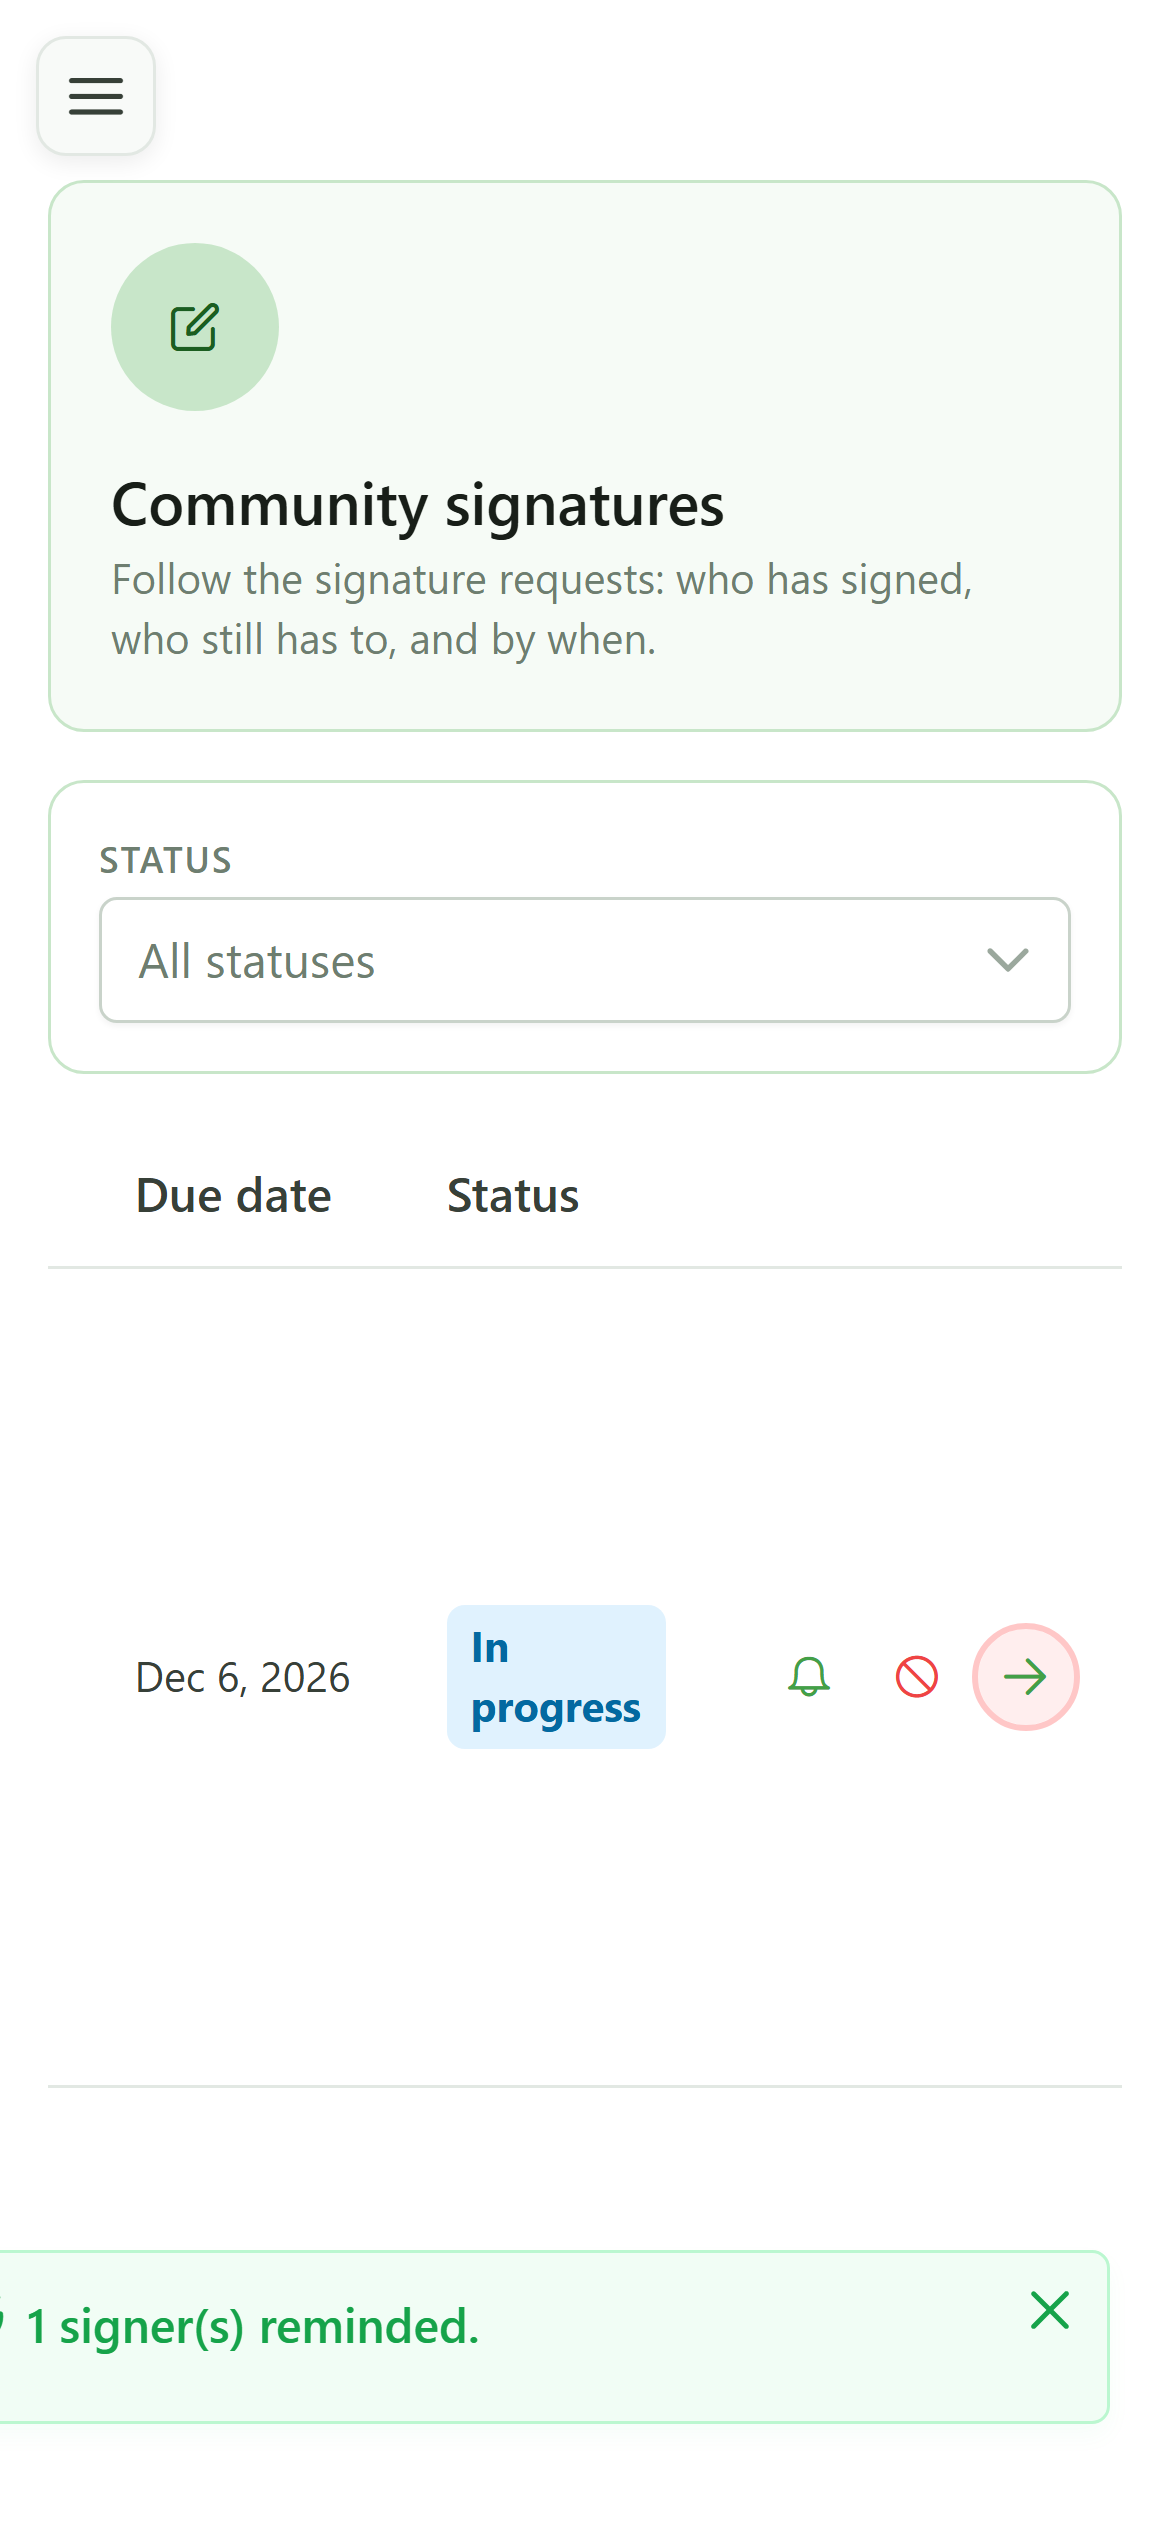 Community signatures
Follow the signature requests: who has signed,
who still has to, and by when.
STATUS
All statuses
Due date Status
Dec 6, 2026 In
progress
1 signer(s) reminded.